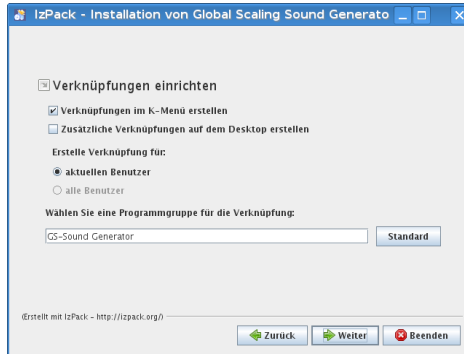 IzPack - Installation von Global Scaling Sound Generato
Verknüpfungen einrichten
Verknüpfungen im K-Menü erstellen
Zusätzliche Verknüpfungen auf dem Desktop erstellen
Erstelle Verknüpfung für:
aktuellen Benutzer
alle Benutzer
Wählen Sie eine Programmgruppe für die Verknüpfung:
GS-Sound Generator
Standard
(Erstellt mit IzPack - http://izpack.org/)
Zurück
Weiter
Beenden